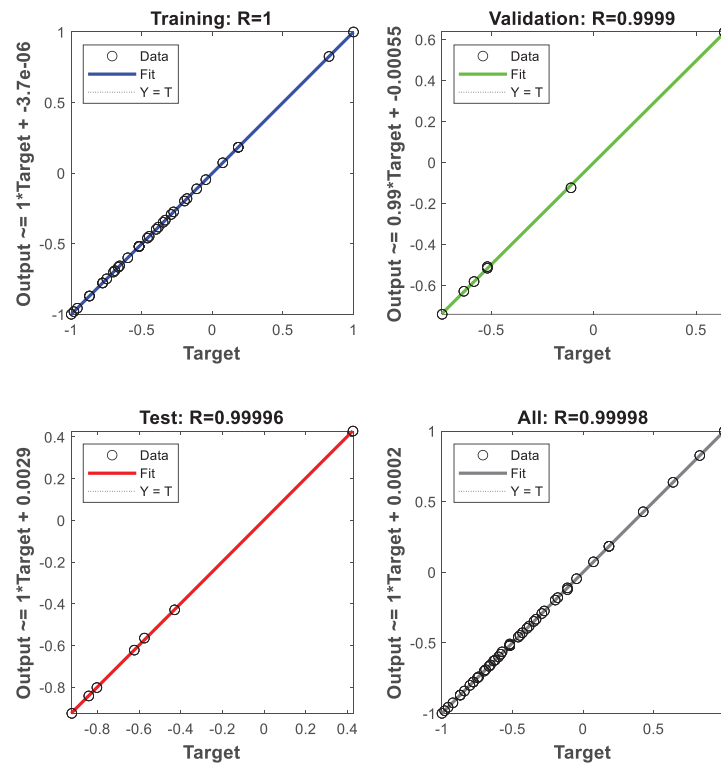 Training: R=1
Output ~= 1*Target + -3.7e-06
1
0.5
0
-0.5
-1
Data
Fit
Y = T
-1
-0.5
0
0.5
1
Target
Validation: R=0.9999
Output ~= 0.99*Target + -0.00055
0.6
0.4
0.2
0
-0.2
-0.4
-0.6
Data
Fit
Y = T
-0.5
0
Target
Test: R=0.99996
Output ~= 1*Target + 0.0029
0.4
0.2
0
-0.2
-0.4
-0.6
-0.8
Data
Fit
Y = T
-0.8
-0.6
-0.4
-0.2
0
0.2
0.4
Target
All: R=0.99998
Output ~= 1*Target + 0.0002
1
0.5
0
-0.5
-1
Data
Fit
Y = T
-1
-0.5
0
0.5
Target